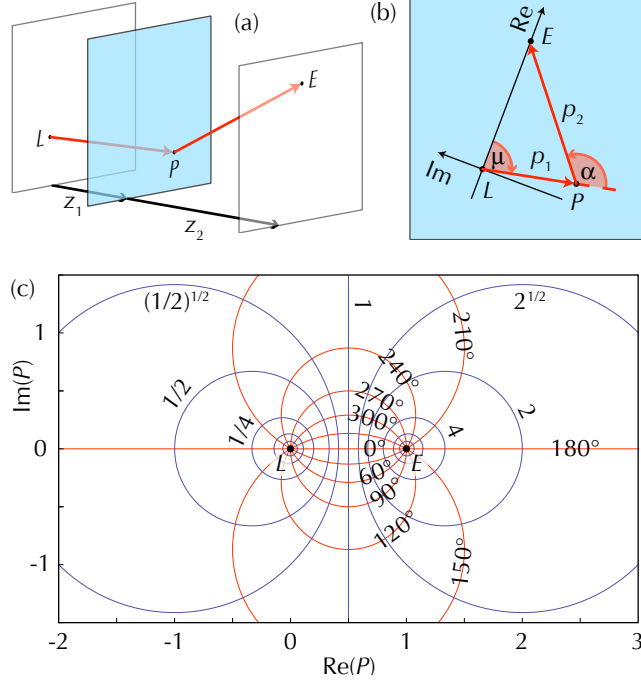 (a)
L
P
E
z1
z2
(b)
Re
E
p2
μ
p1
α
Im
L
P
(c)
(1/2)^1/2
1
2^1/2
210°
240°
270°
300°
1/2
1/4
0°
4
2
180°
L
E
60°
90°
120°
150°
Im(P)
1
0
-1
-2
-1
0
1
2
3
Re(P)